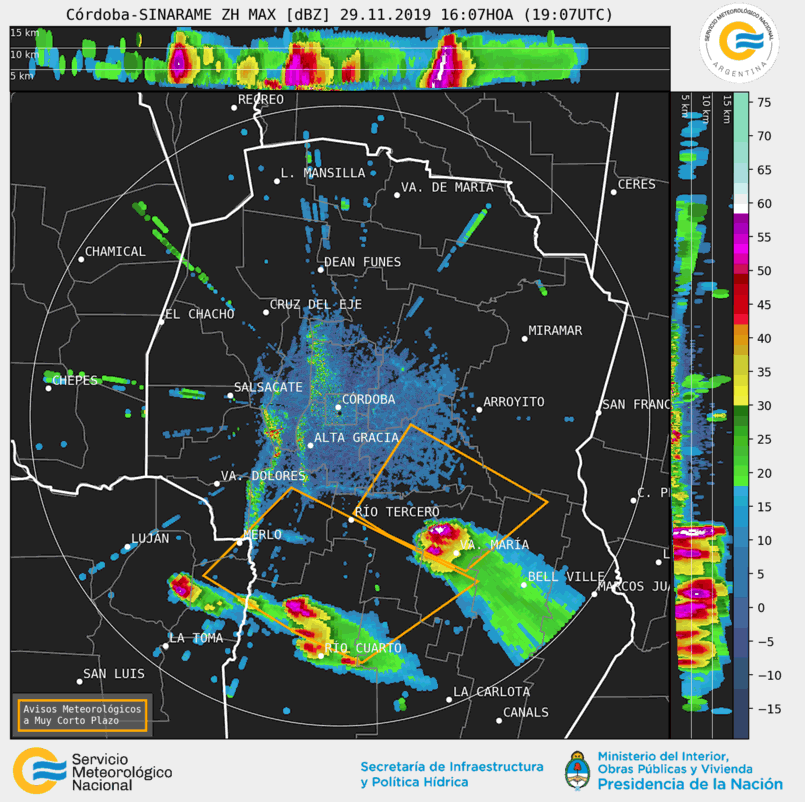 Córdoba-SINARAME ZH MAX [dBZ] 29.11.2019 16:07HOA (19:07UTC)
SERVICIO METEOROLÓGICO NACIONAL
ARGENTINA
15 km
10 km
5 km
5 km
10 km
15 km
RECREO
L. MANSILLA
VA. DE MARIA
CERES
CHAMICAL
DEAN FUNES
EL CHACHO
CRUZ DEL EJE
MIRAMAR
CHEPES
SALSACATE
CÓRDOBA
ARROYITO
SAN FRANC
ALTA GRACIA
VA. DOLORES
C. P
RÍO TERCERO
LUJÁN
MERLO
VA. MARÍA
L
BELL VILLE
MARCOS JUÁ
LA TOMA
RÍO CUARTO
SAN LUIS
LA CARLOTA
CANALS
75
70
65
60
55
50
45
40
35
30
25
20
15
10
5
0
−5
−10
−15
Avisos Meteorológicos
a Muy Corto Plazo
Servicio
Meteorológico
Nacional
Secretaría de Infraestructura
y Política Hídrica
Ministerio del Interior,
Obras Públicas y Vivienda
Presidencia de la Nación